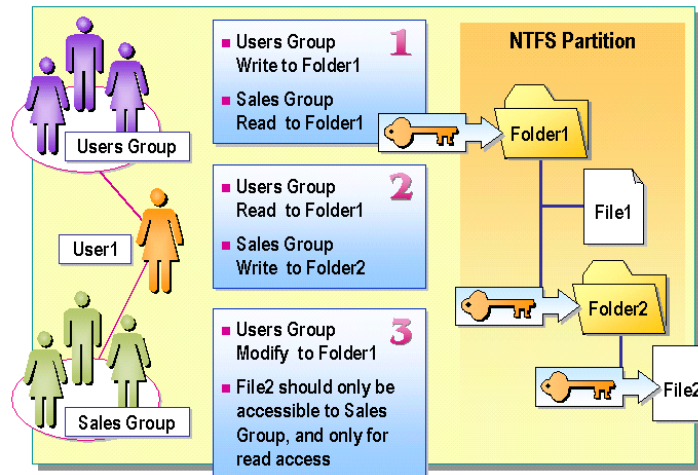 1
Users Group
Write to Folder1
Sales Group
Read to Folder1
2
Users Group
Read to Folder1
Sales Group
Write to Folder2
3
Users Group
Modify to Folder1
File2 should only be
accessible to Sales
Group, and only for
read access
Users Group
User1
Sales Group
NTFS Partition
Folder1
File1
Folder2
File2